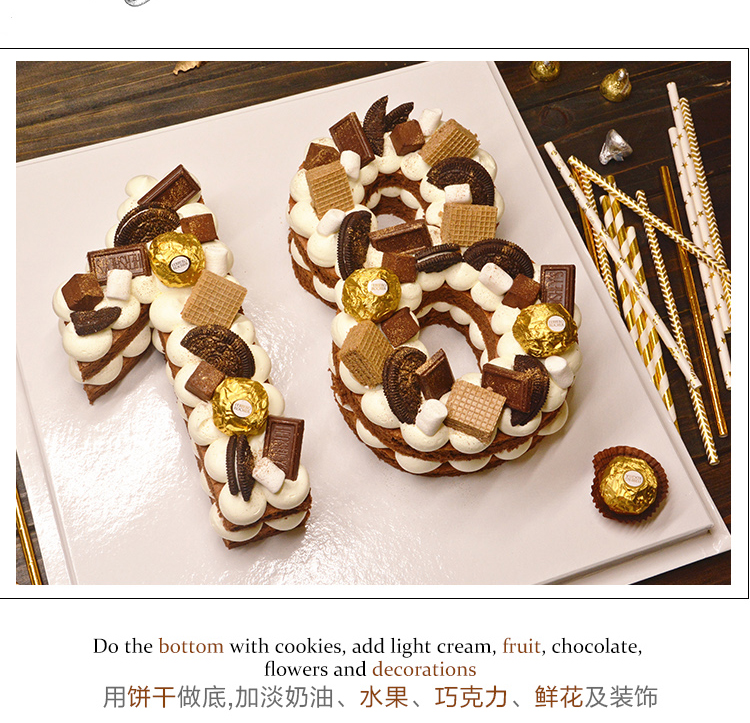 Do the bottom with cookies, add light cream, fruit, chocolate,
flowers and decorations
用饼干做底,加淡奶油、水果、巧克力、鲜花及装饰